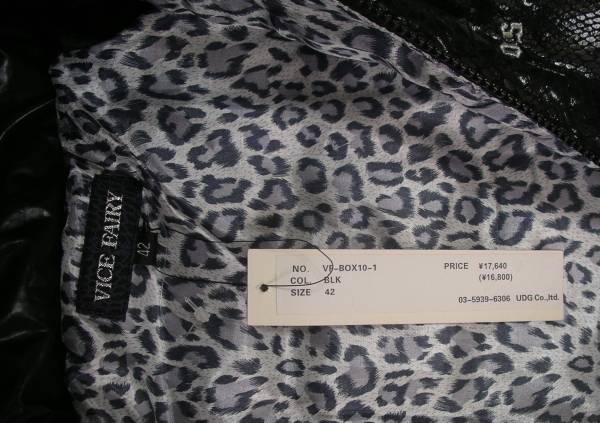 VICE FAIRY
42
NO. VF-BOX10-1 PRICE ¥17,640
COL. BLK (¥16,800)
SIZE 42
03-5939-6306 UDG Co.,ltd.